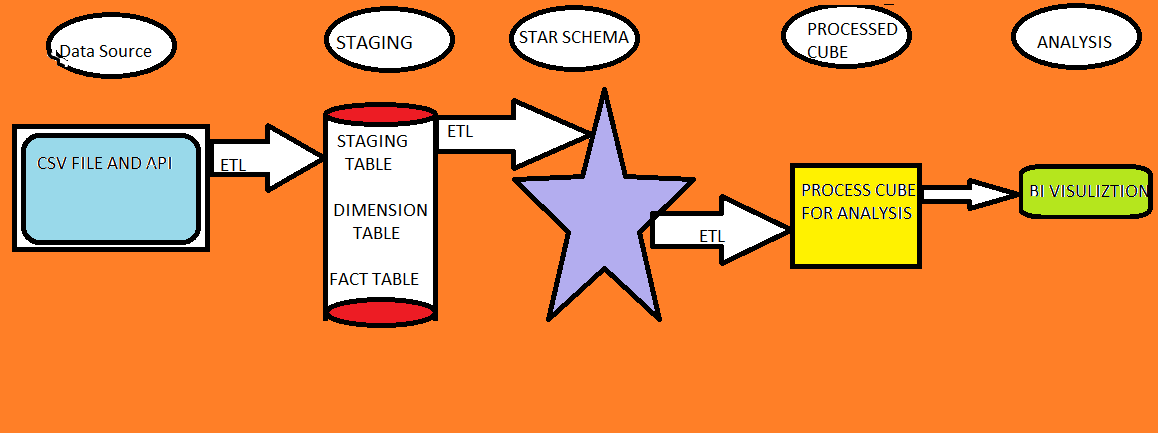 Data Source
STAGING
STAR SCHEMA
PROCESSED
CUBE
ANALYSIS
CSV FILE AND API
ETL
STAGING
TABLE
DIMENSION
TABLE
FACT TABLE
ETL
ETL
PROCESS CUBE
FOR ANALYSIS
BI VISULIZTION